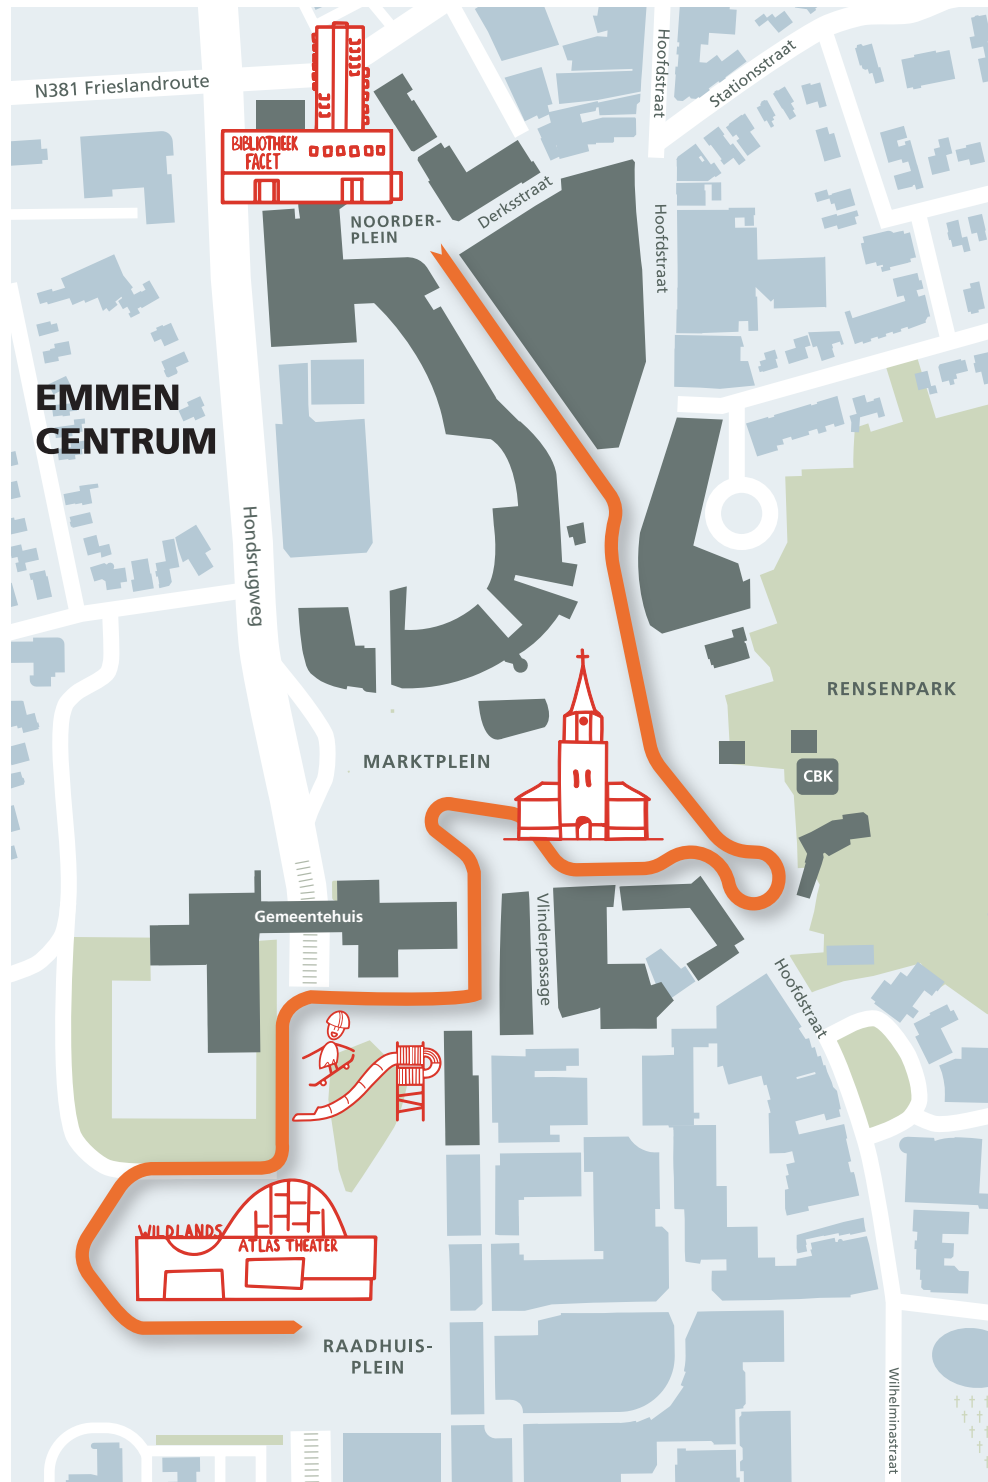 N381 Frieslandroute
Hoofdstraat
Stationsstraat
BIBLIOTHEEK
FACET
NOORDER-
PLEIN
Derksstraat
Hoofdstraat
EMMEN
CENTRUM
Hondsrugweg
RENSENPARK
MARKTPLEIN
CBK
Gemeentehuis
Vlinderpassage
Hoofdstraat
WILDLANDS
ATLAS THEATER
RAADHUIS-
PLEIN
Wilhelminastraat